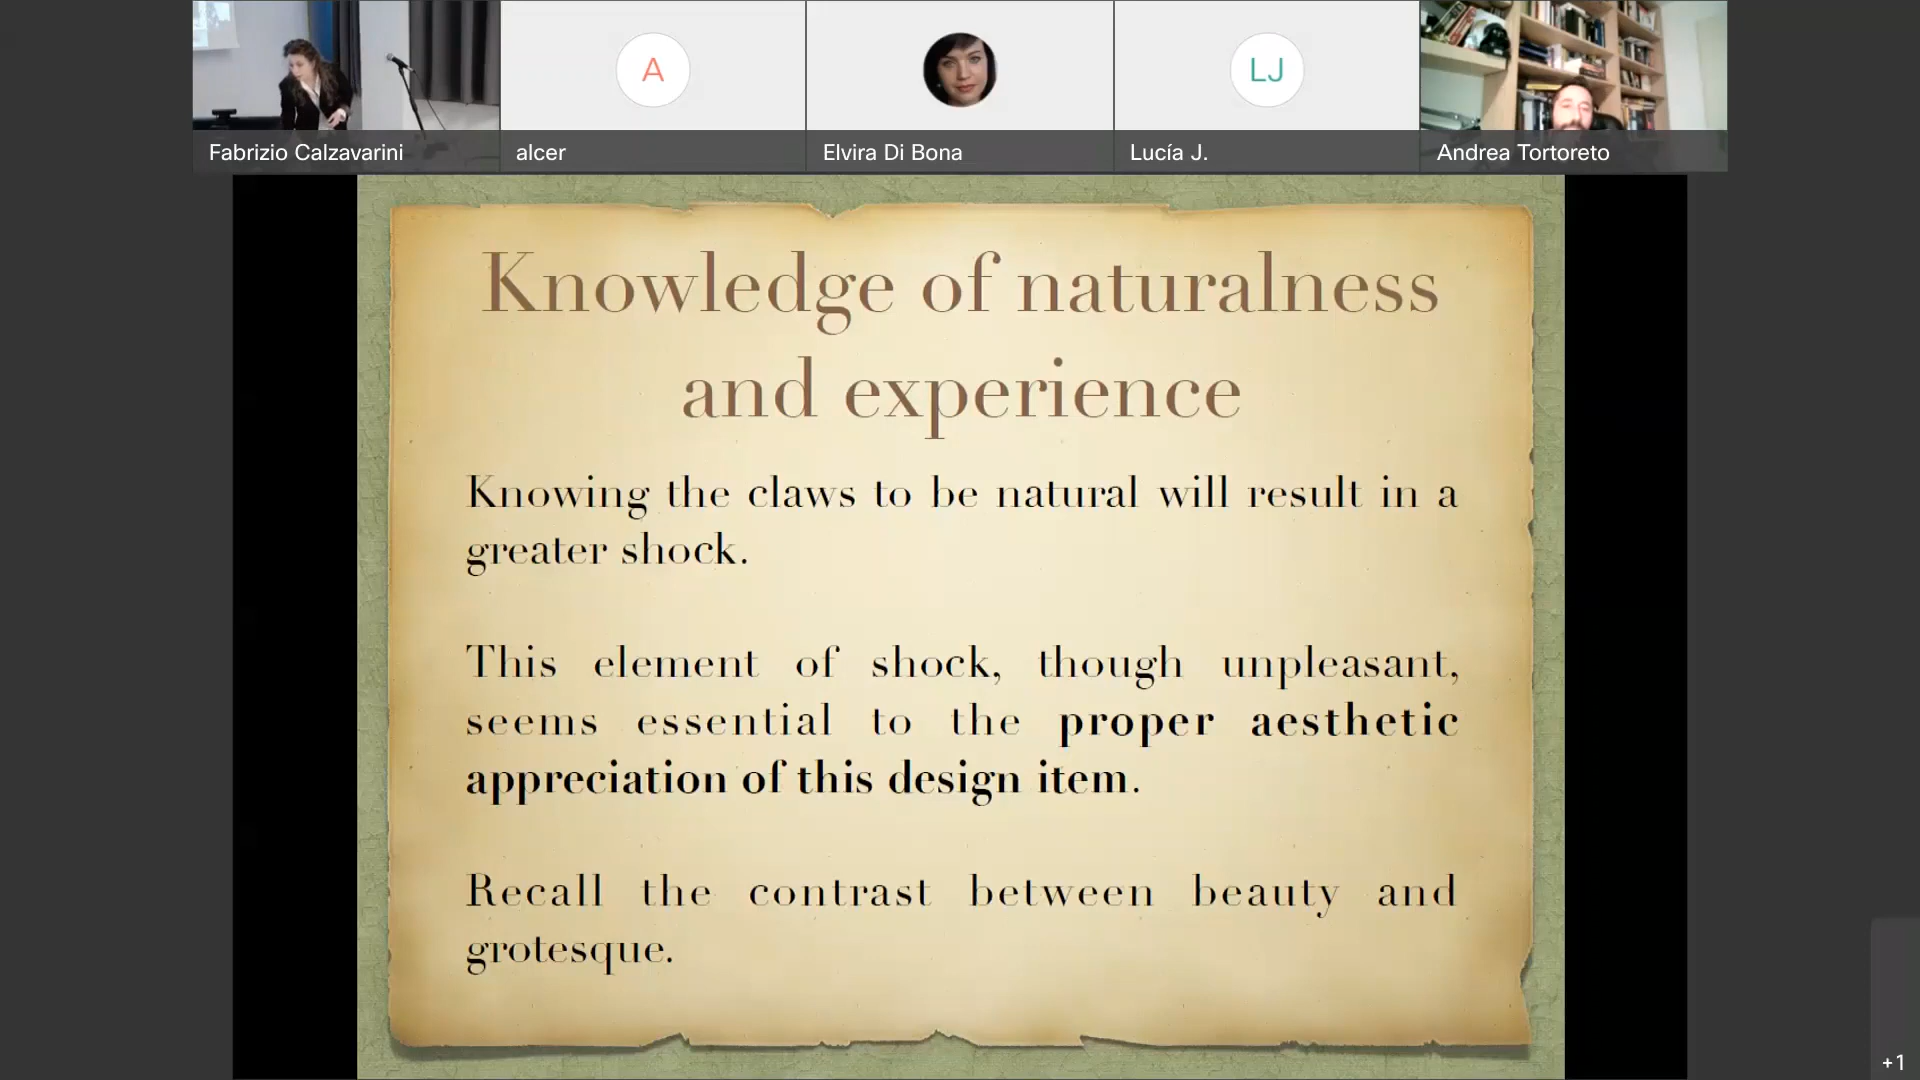 Fabrizio Calzavarini
A
alcer
Elvira Di Bona
LJ
Lucía J.
Andrea Tortoreto
Knowledge of naturalness
and experience
Knowing the claws to be natural will result in a
greater shock.
This element of shock, though unpleasant,
seems essential to the proper aesthetic
appreciation of this design item.
Recall the contrast between beauty and
grotesque.
+1